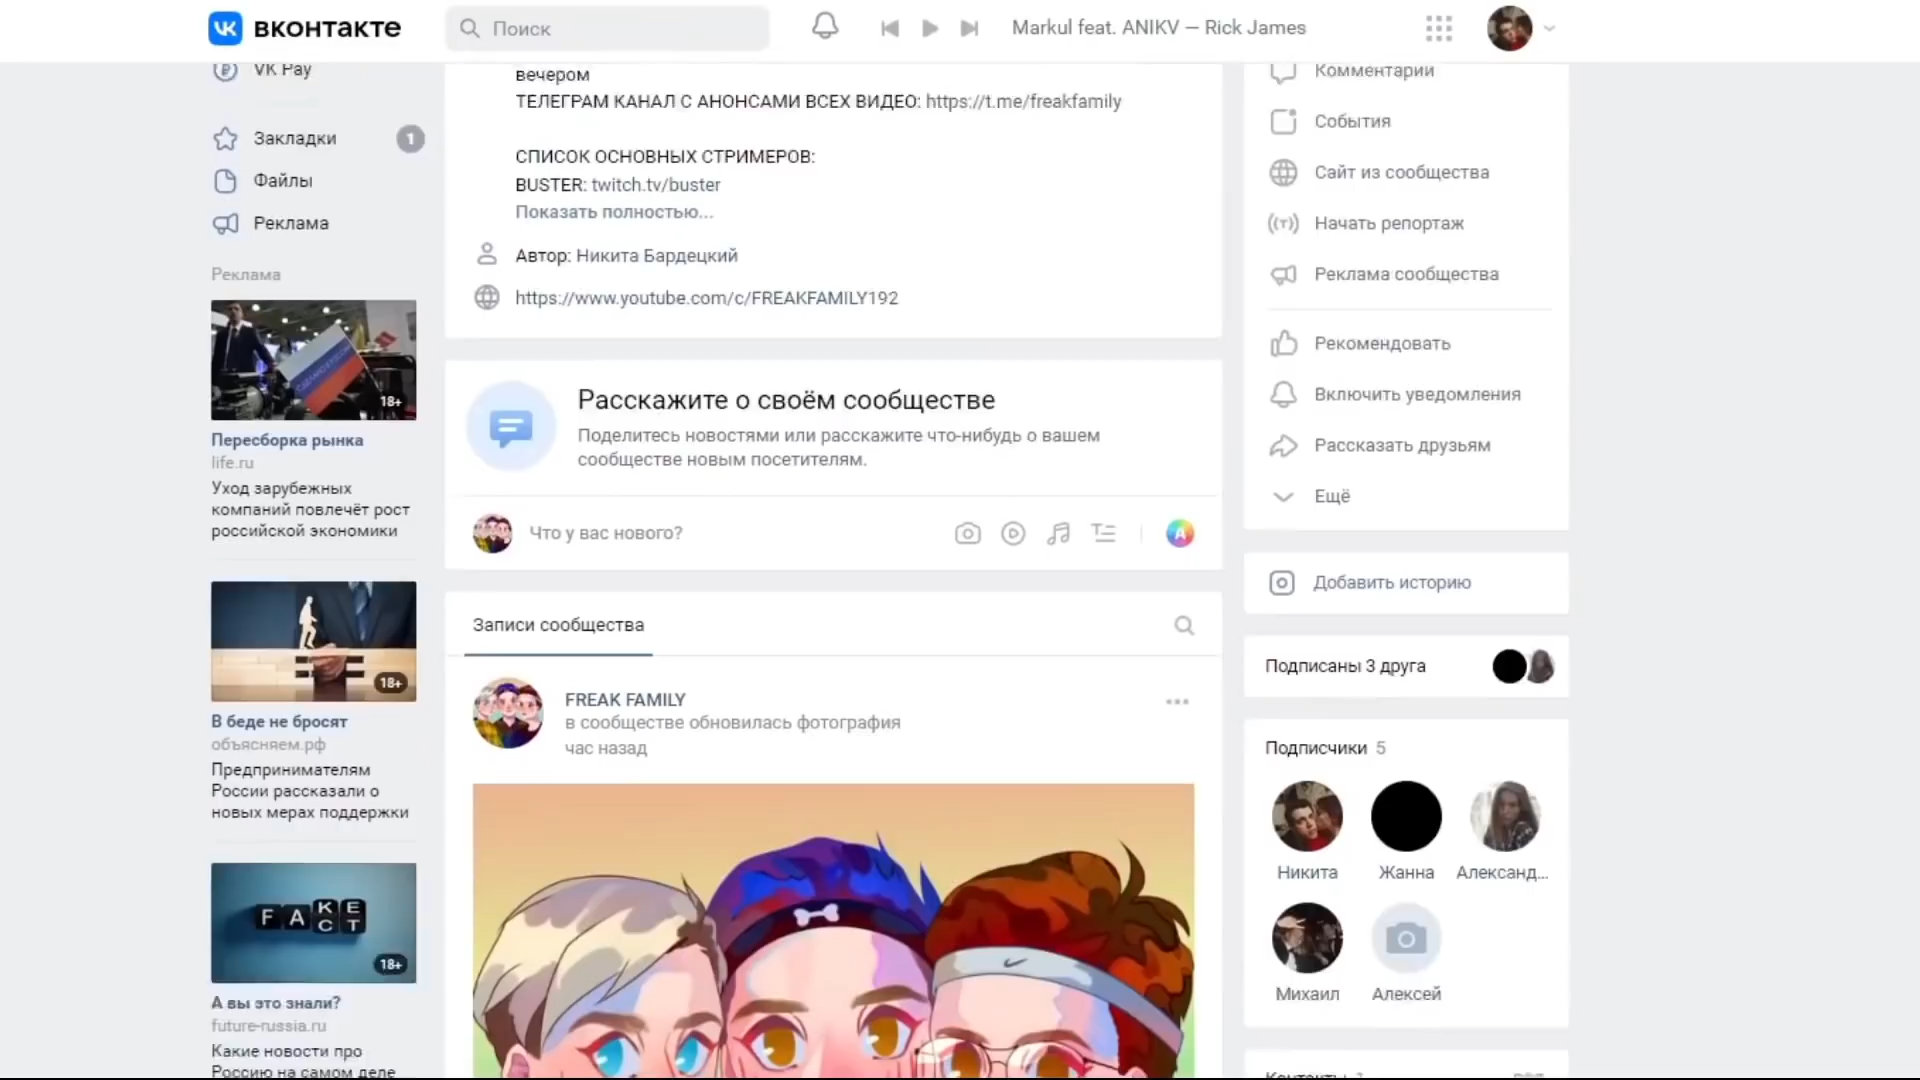 вконтакте
Поиск
Markul feat. ANIKV — Rick James
VK Pay
Закладки
1
Файлы
Реклама
Реклама
18+
Пересборка рынка
life.ru
Уход зарубежных
компаний повлечёт рост
российской экономики
18+
В беде не бросят
объясняем.рф
Предпринимателям
России рассказали о
новых мерах поддержки
FAKE
CT
18+
А вы это знали?
future-russia.ru
Какие новости про
Россию на самом деле
вечером
ТЕЛЕГРАМ КАНАЛ С АНОНСАМИ ВСЕХ ВИДЕО: https://t.me/freakfamily
СПИСОК ОСНОВНЫХ СТРИМЕРОВ:
BUSTER: twitch.tv/buster
Показать полностью...
Автор: Никита Бардецкий
https://www.youtube.com/c/FREAKFAMILY192
Расскажите о своём сообществе
Поделитесь новостями или расскажите что-нибудь о вашем
сообществе новым посетителям.
Что у вас нового?
Записи сообщества
FREAK FAMILY
в сообществе обновилась фотография
час назад
Комментарии
События
Сайт из сообщества
Начать репортаж
Реклама сообщества
Рекомендовать
Включить уведомления
Рассказать друзьям
Ещё
Добавить историю
Подписаны 3 друга
Подписчики 5
Никита
Жанна
Александ...
Михаил
Алексей